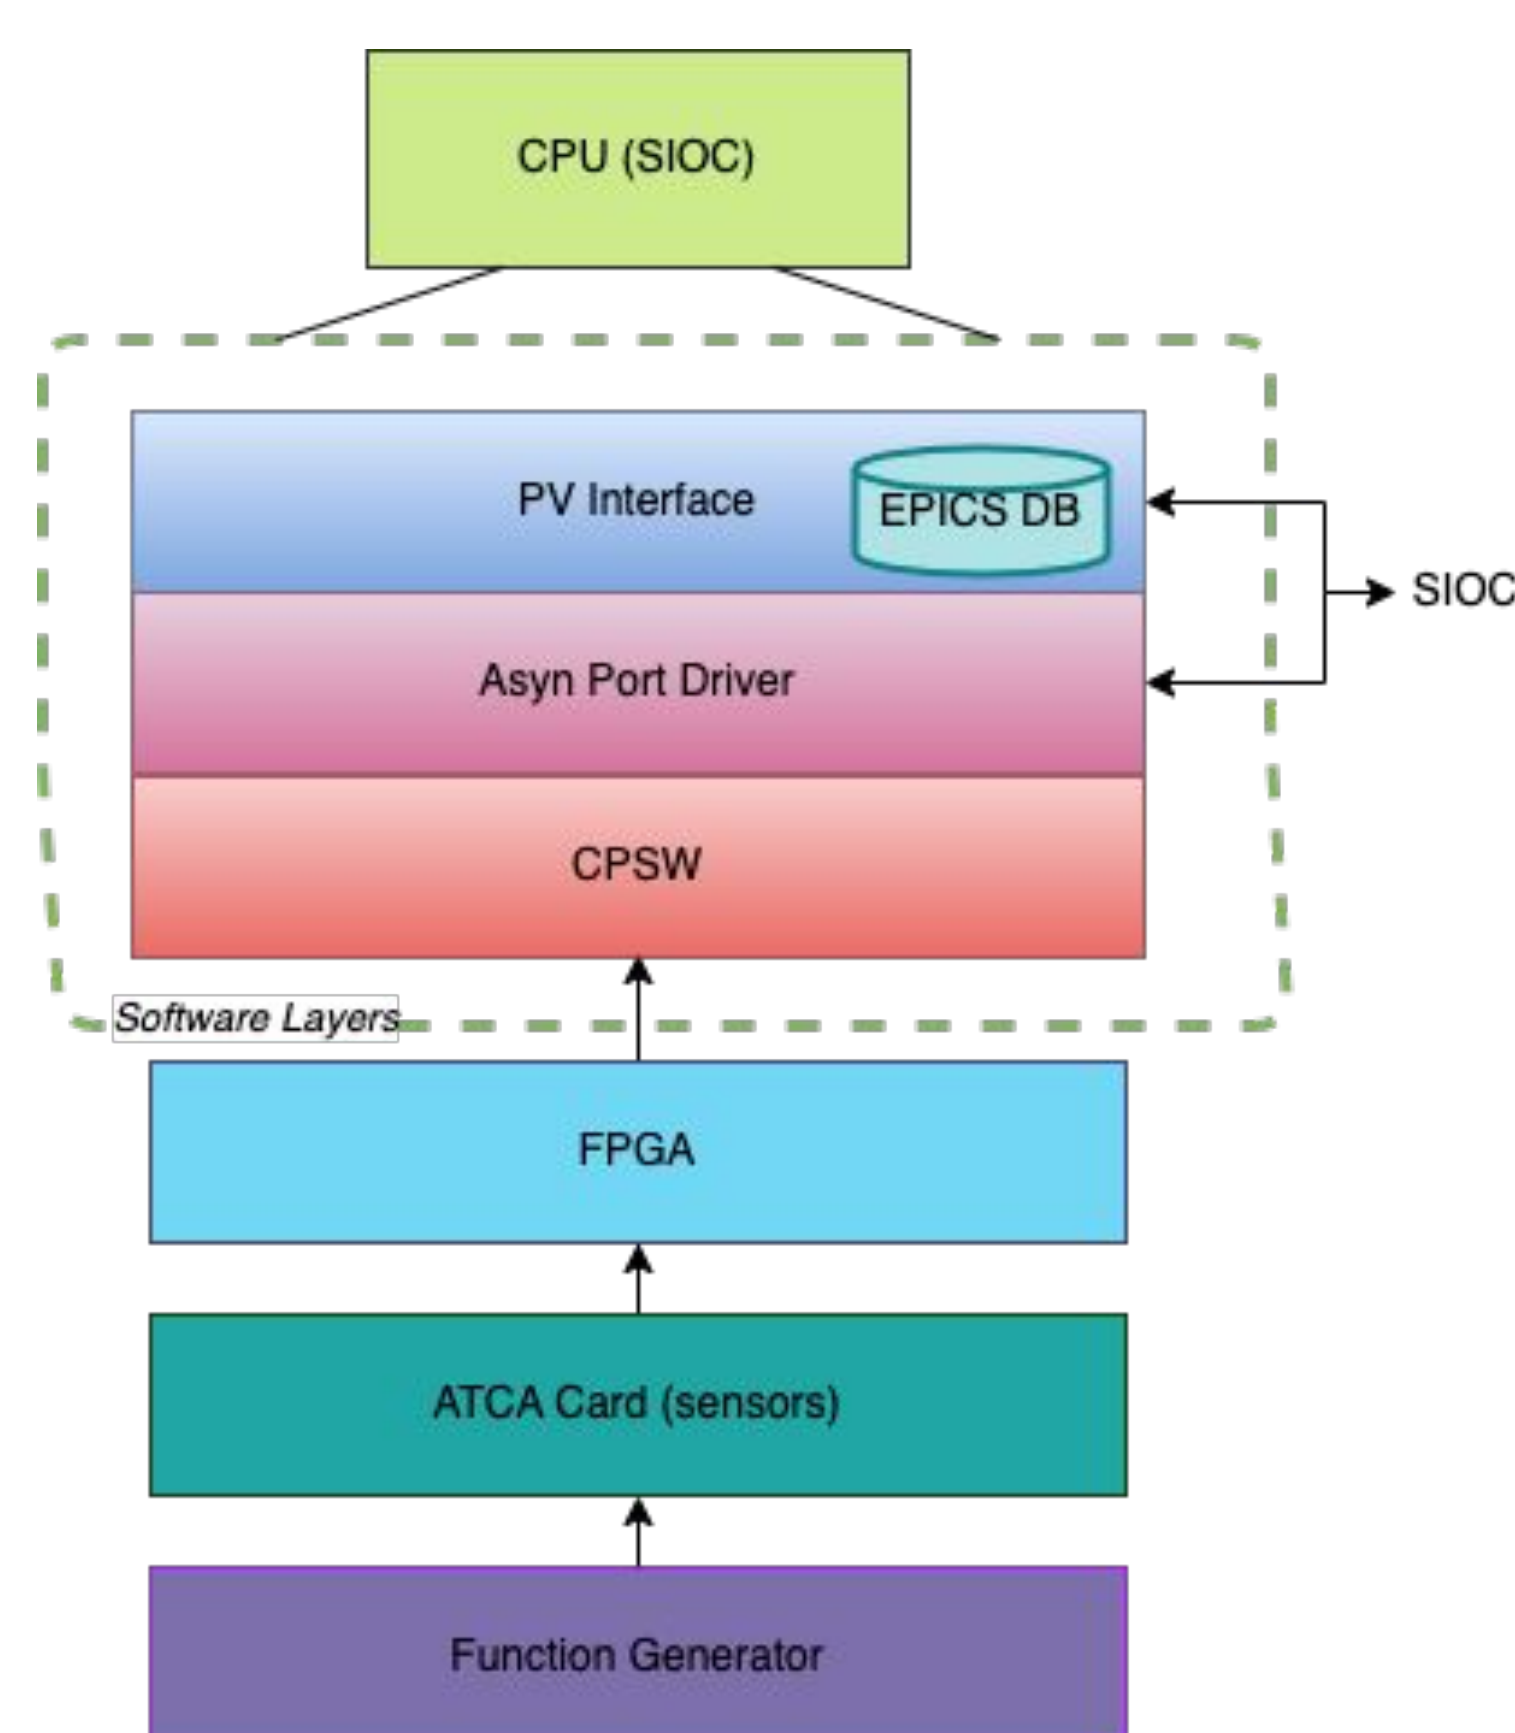 CPU (SIOC)
PV Interface
EPICS DB
SIOC
Asyn Port Driver
CPSW
Software Layers
FPGA
ATCA Card (sensors)
Function Generator